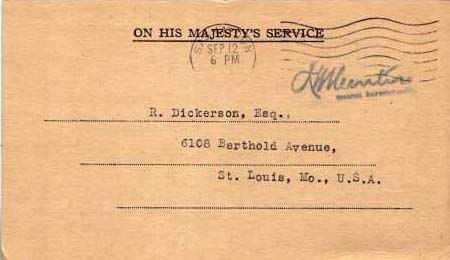 ON HIS MAJESTY'S SERVICE
SEP 12
6 PM
R. Dickerson, Esq.,
6108 Berthold Avenue,
St. Louis, Mo., U.S.A.